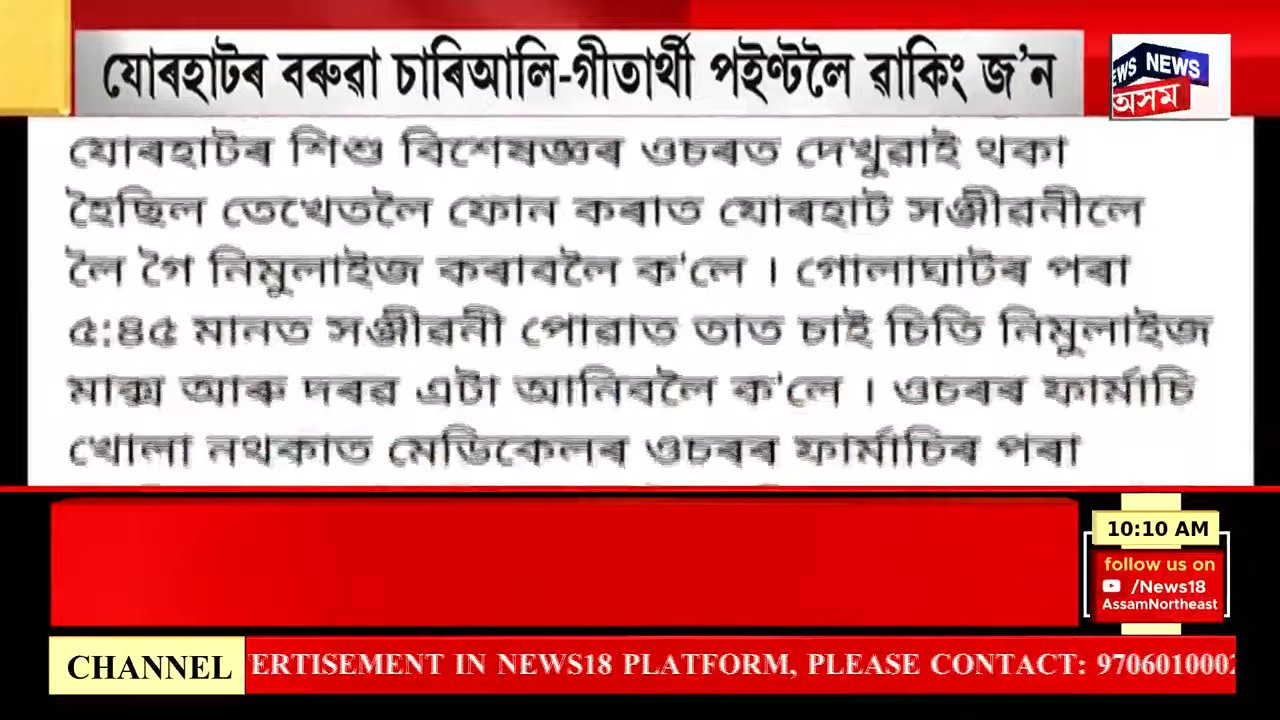 যোৰহাটৰ বৰুৱা চাৰিআলি-গীতাৰ্থী পইণ্টলৈ ৱাকিং জ’ন
EWS NEWS
অসম
যোৰহাটৰ শিশু বিশেষজ্ঞৰ ওচৰত দেখুৱাই থকা
হৈছিল তেখেতলৈ ফোন কৰাত যোৰহাট সঞ্জীৱনীলে
লৈ গৈ নিমুলাইজ কৰাবলৈ ক'লে । গোলাঘাটৰ পৰা
৫:৪৫ মানত সঞ্জীৱনী পোৱাত তাত চাই চিতি নিমুলাইজ
মাক্স আৰু দৰৱ এটা আনিবলৈ ক'লে । ওচৰৰ ফাৰ্মাচি
খোলা নথকাত মেডিকেলৰ ওচৰৰ ফাৰ্মাচিৰ পৰা
10:10 AM
follow us on
/News18
AssamNortheast
CHANNEL
ERTISEMENT IN NEWS18 PLATFORM, PLEASE CONTACT: 9706010002